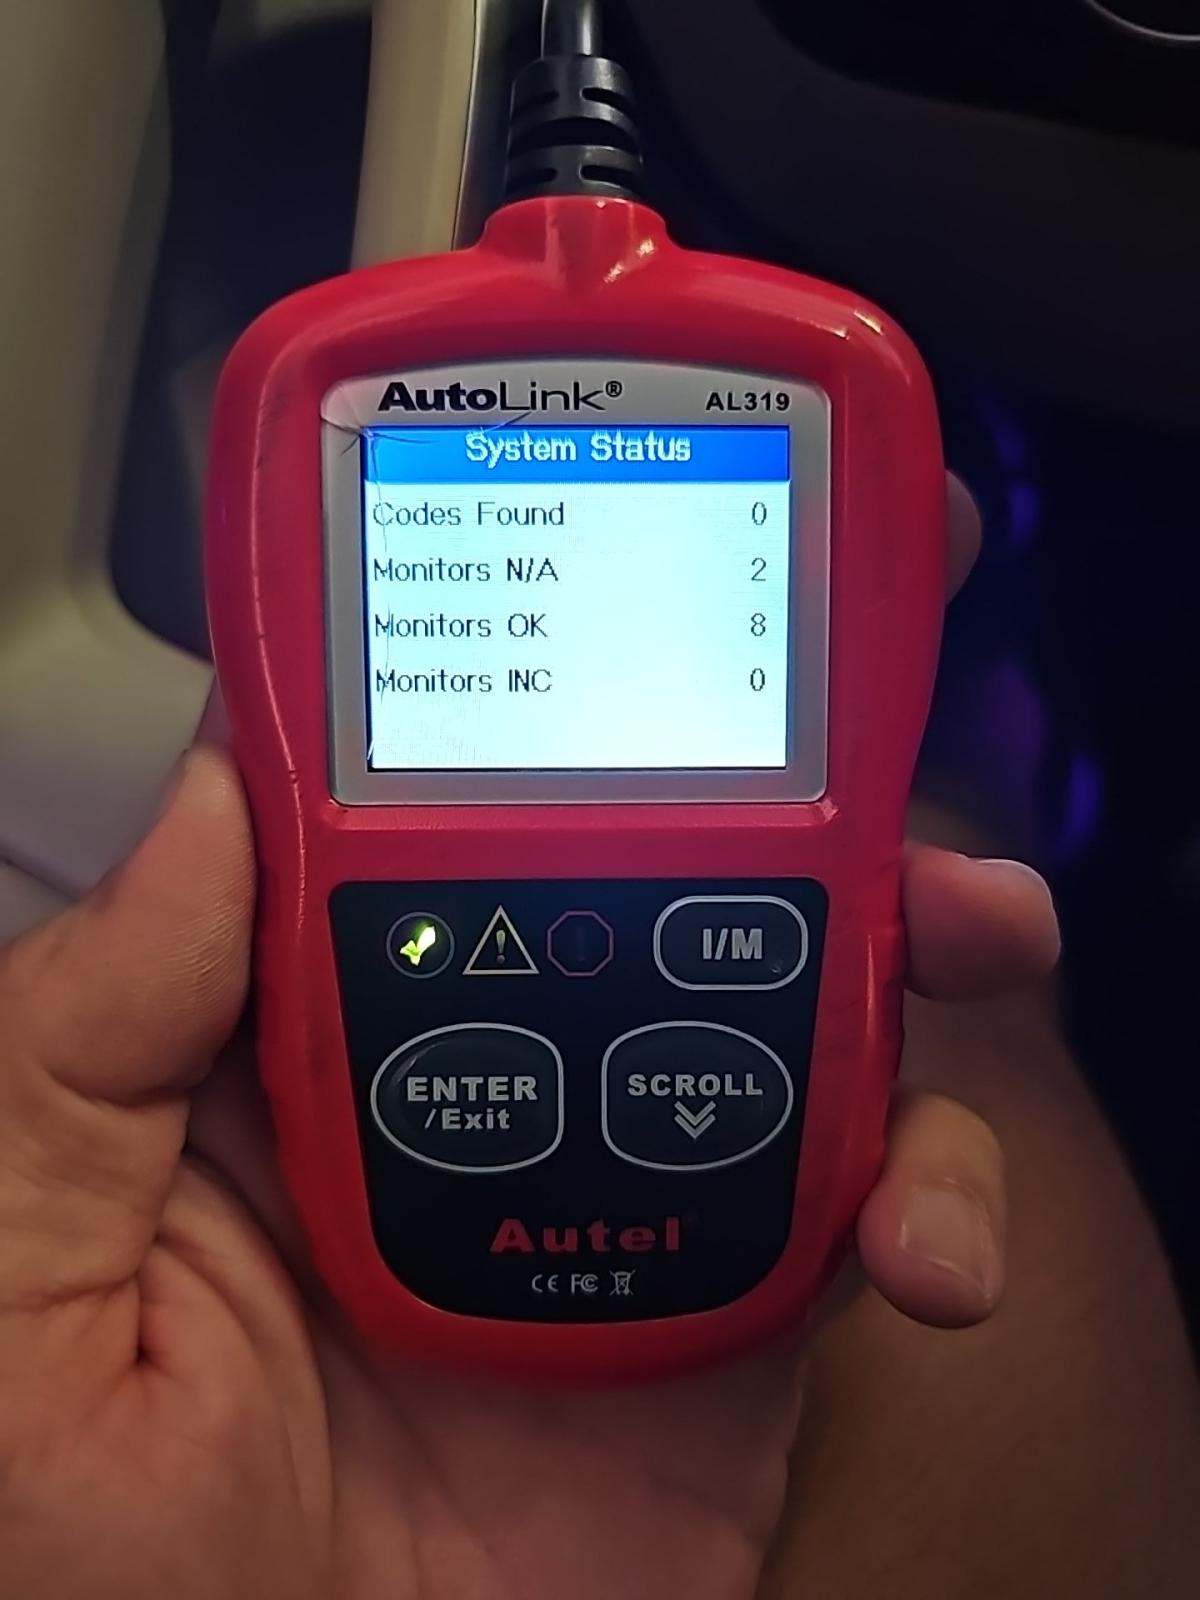 AutoLink® AL319
System Status
Codes Found 0
Monitors N/A 2
Monitors OK 8
Monitors INC 0
I/M
ENTER
/Exit
SCROLL
Autel
CE FC